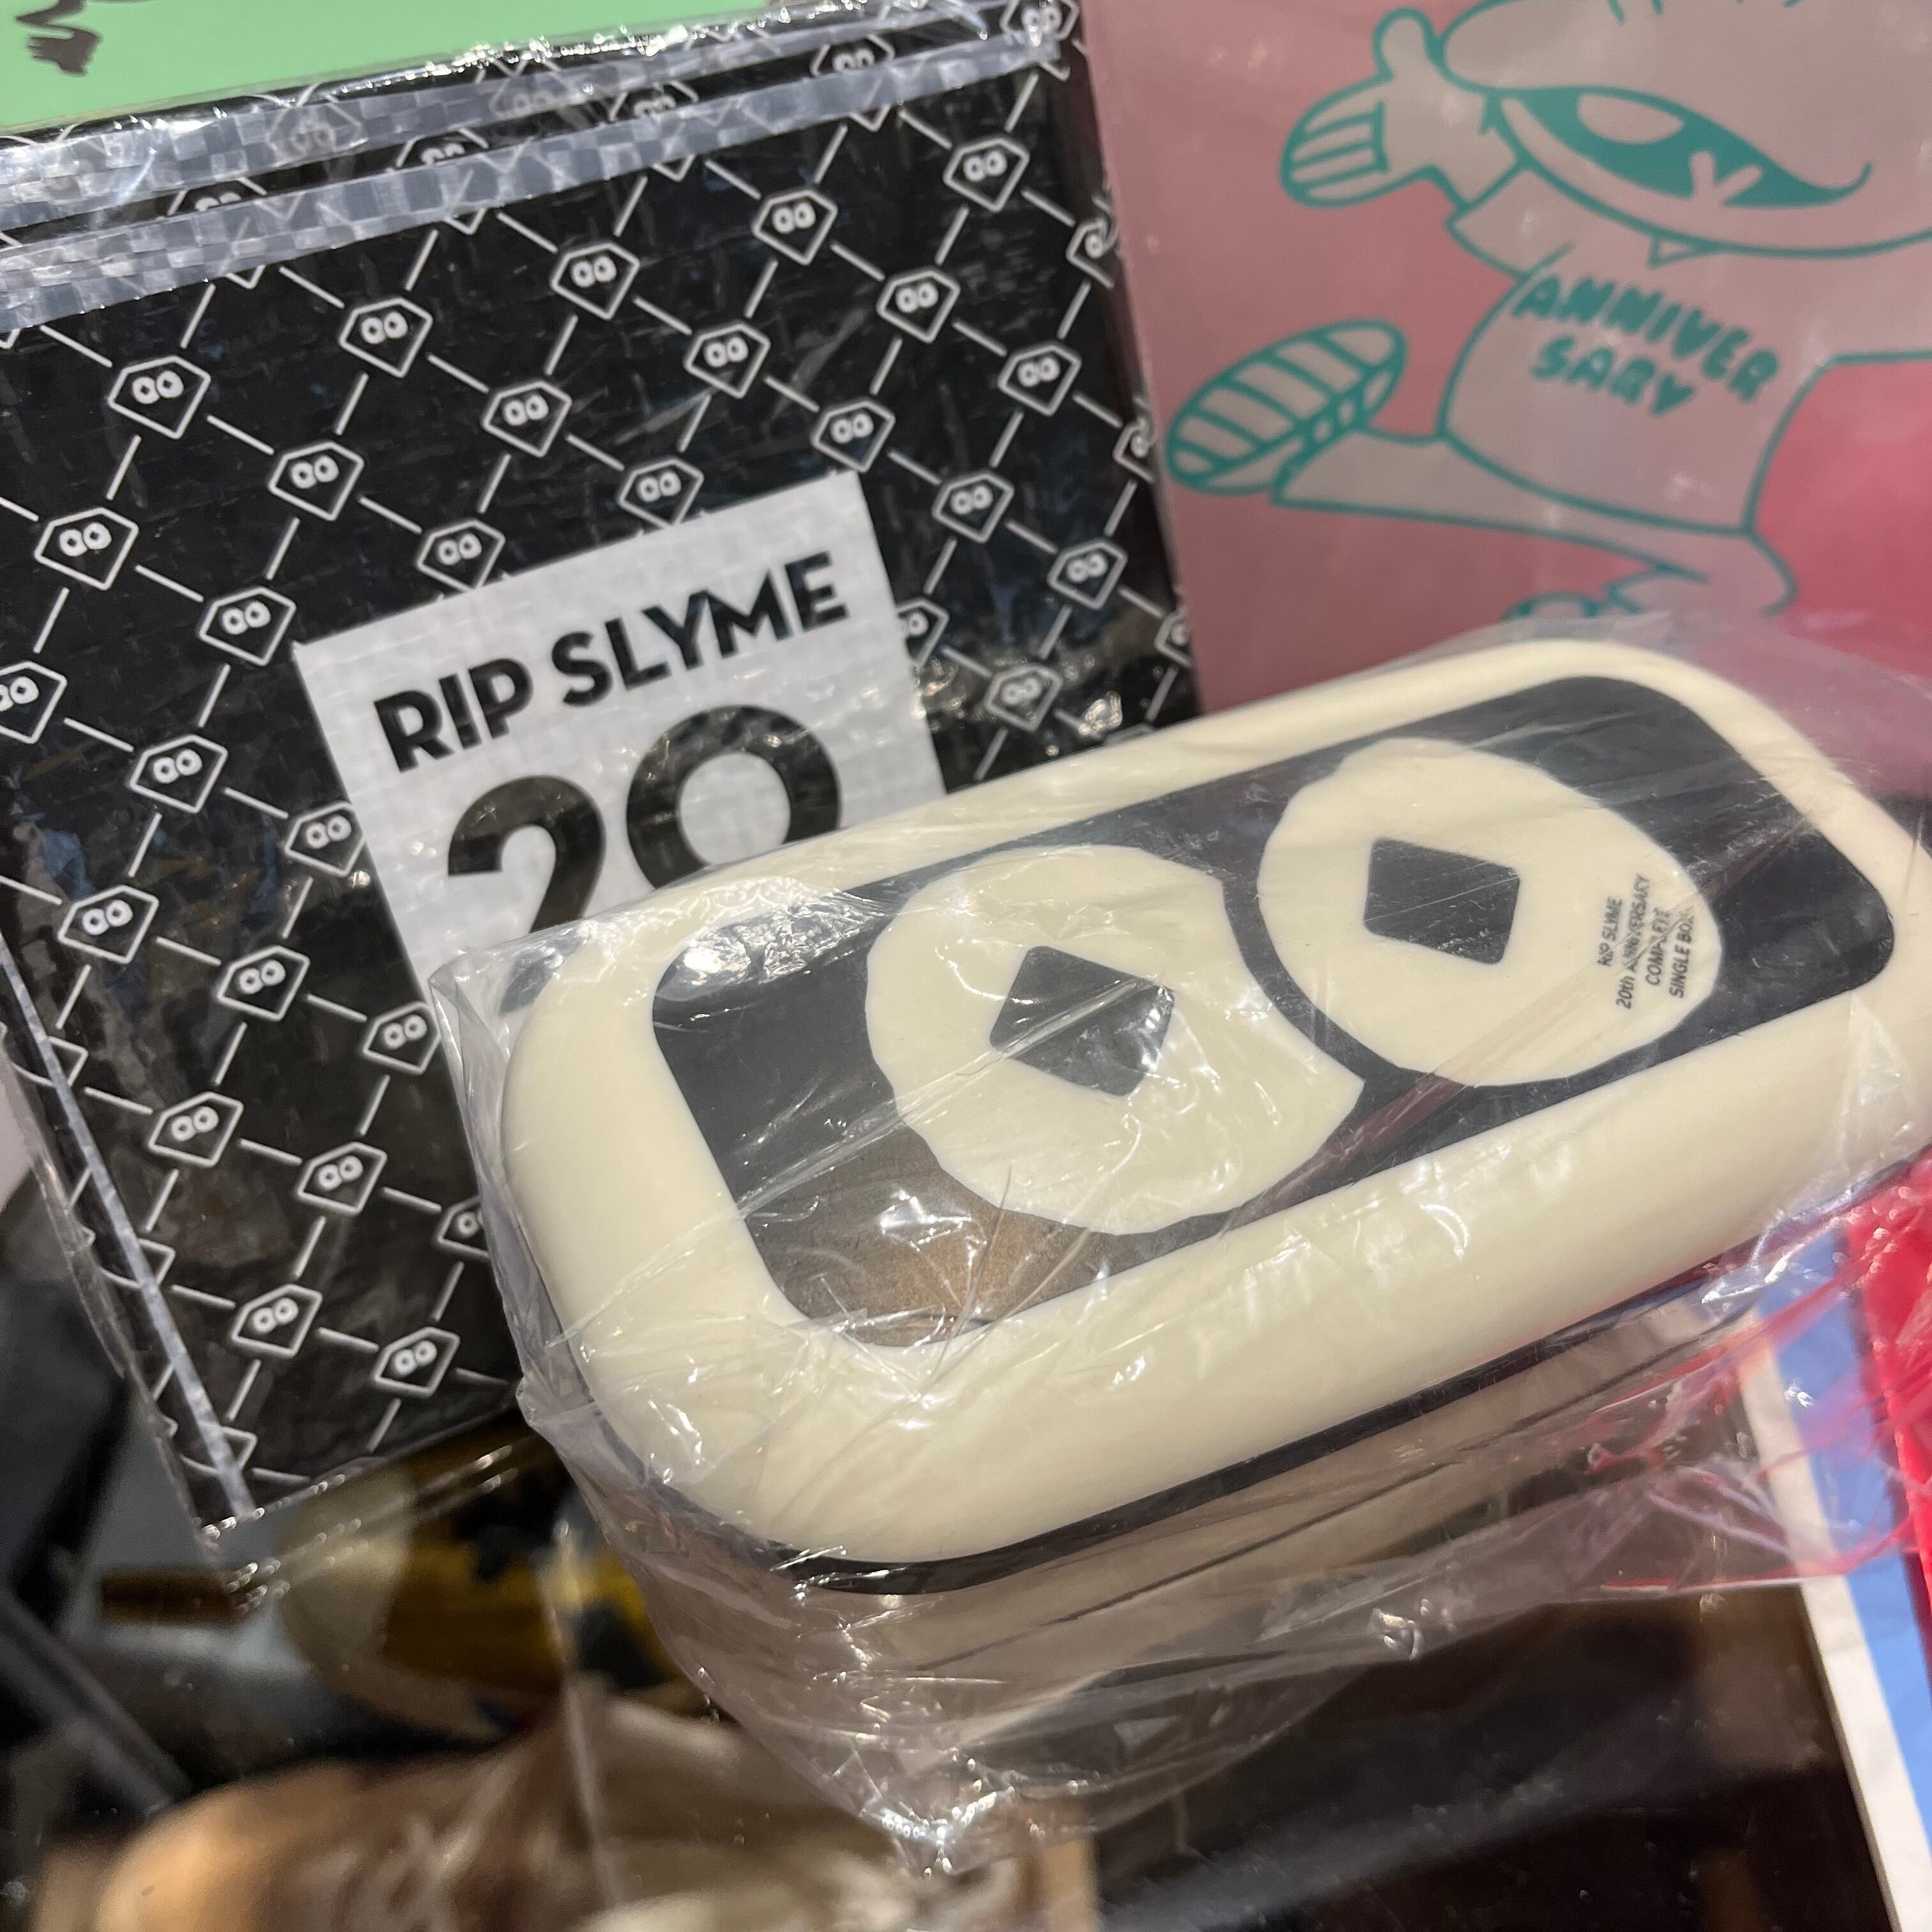 RIP SLYME
20
ANNIVER
SARY
RIP SLYME
20th ANNIVERSARY
COMPLETE
SINGLE BOX